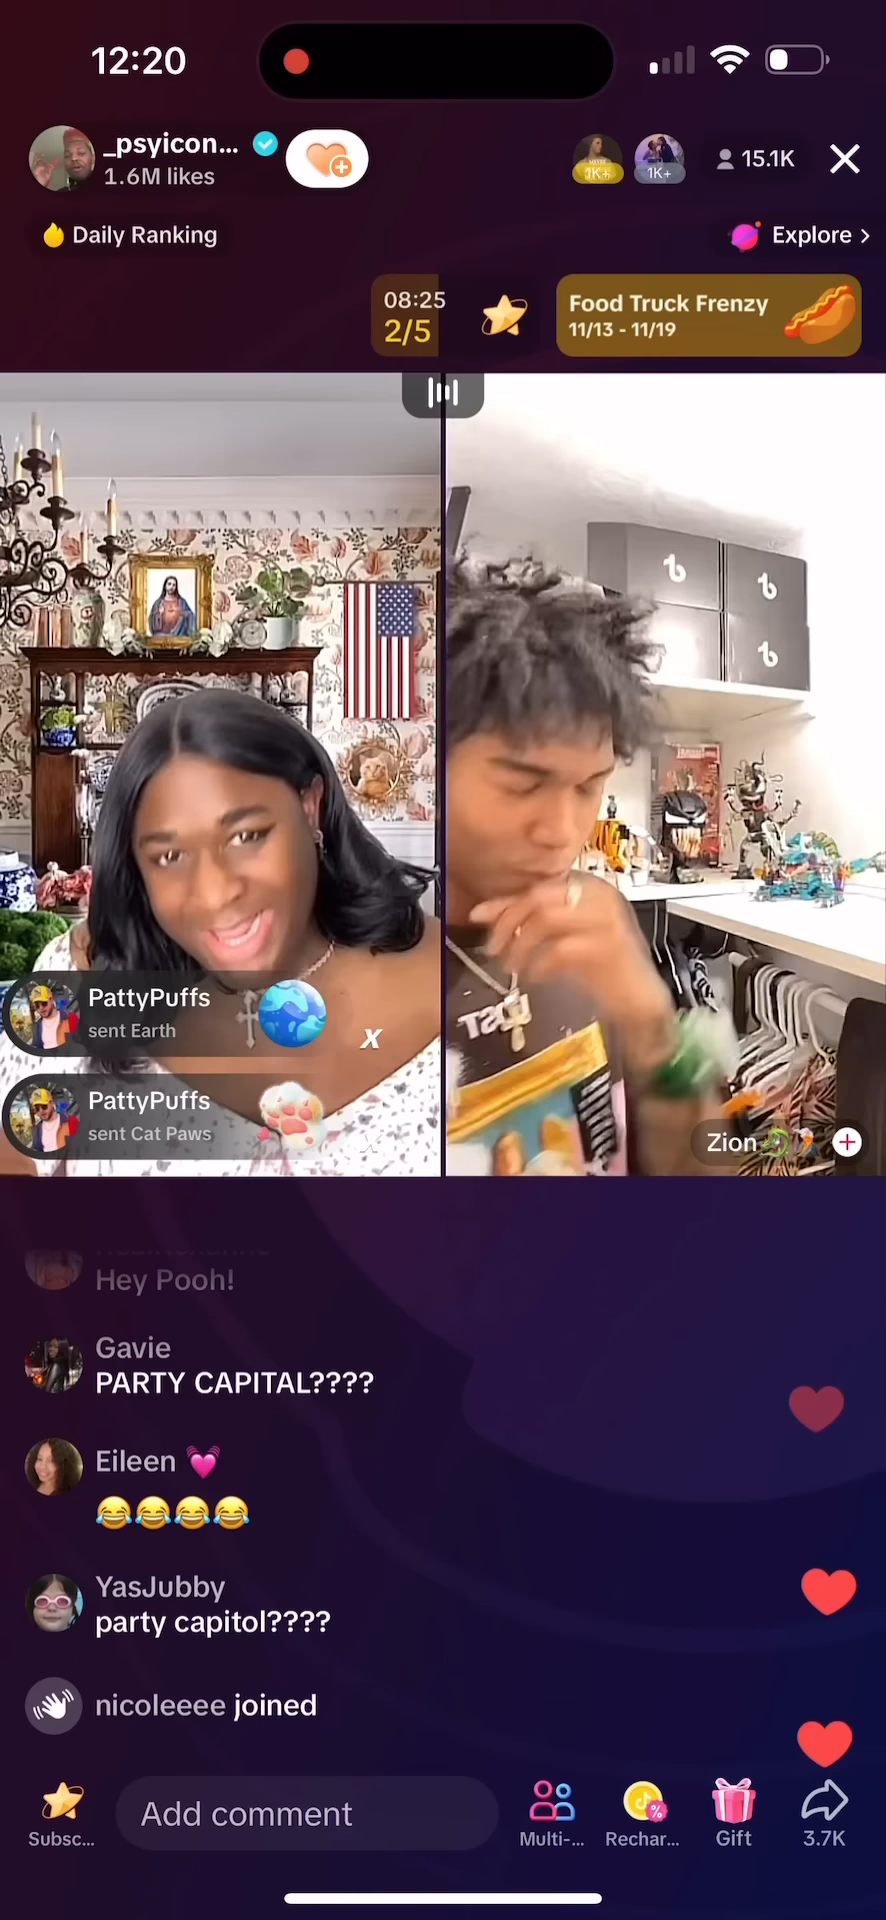 12:20
_psyicon...
1.6M likes
1K+
1K+
15.1K
Daily Ranking
Explore >
08:25
2/5
Food Truck Frenzy
11/13 - 11/19
PattyPuffs
sent Earth
x
PattyPuffs
sent Cat Paws
x
Zion
Hey Pooh!
Gavie
PARTY CAPITAL????
Eileen 💓
😂😂😂😂
YasJubby
party capitol????
nicoleeee joined
Subsc...
Add comment
Multi-...
Rechar...
Gift
3.7K